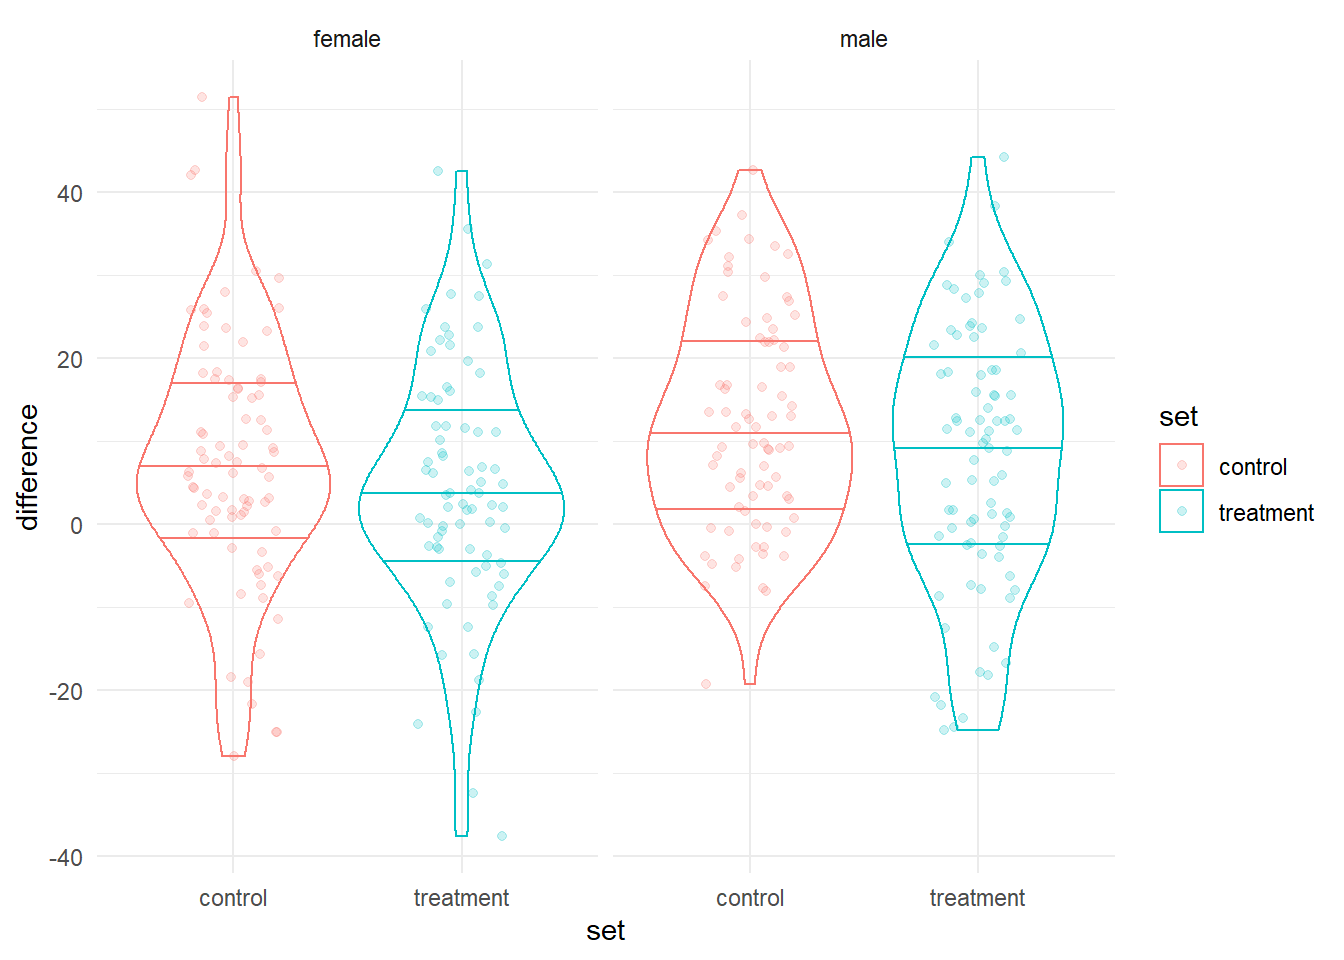 female
male
difference
40
20
0
-20
-40
control
treatment
control
treatment
set
set
control
treatment